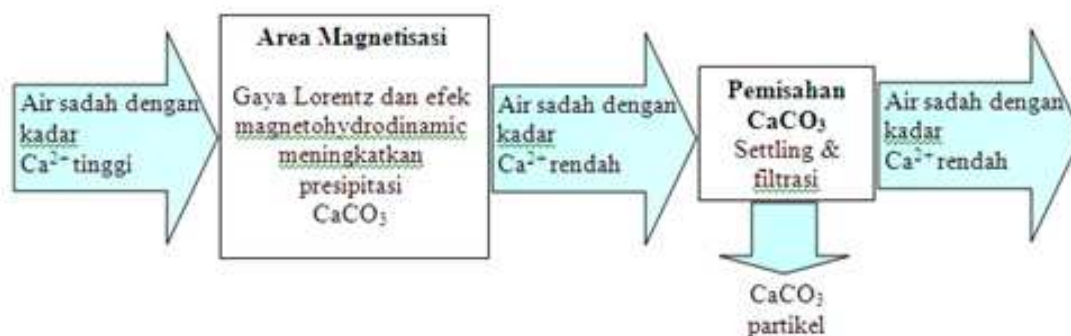 Air sadah dengan
kadar
Ca²⁺ tinggi
Area Magnetisasi
Gaya Lorentz dan efek
magnetohydrodinamic
meningkatkan
presipitasi
CaCO₃
Air sadah dengan
kadar
Ca²⁺ rendah
Pemisahan
CaCO₃
Settling &
filtrasi
CaCO₃
partikel
Air sadah dengan
kadar
Ca²⁺ rendah